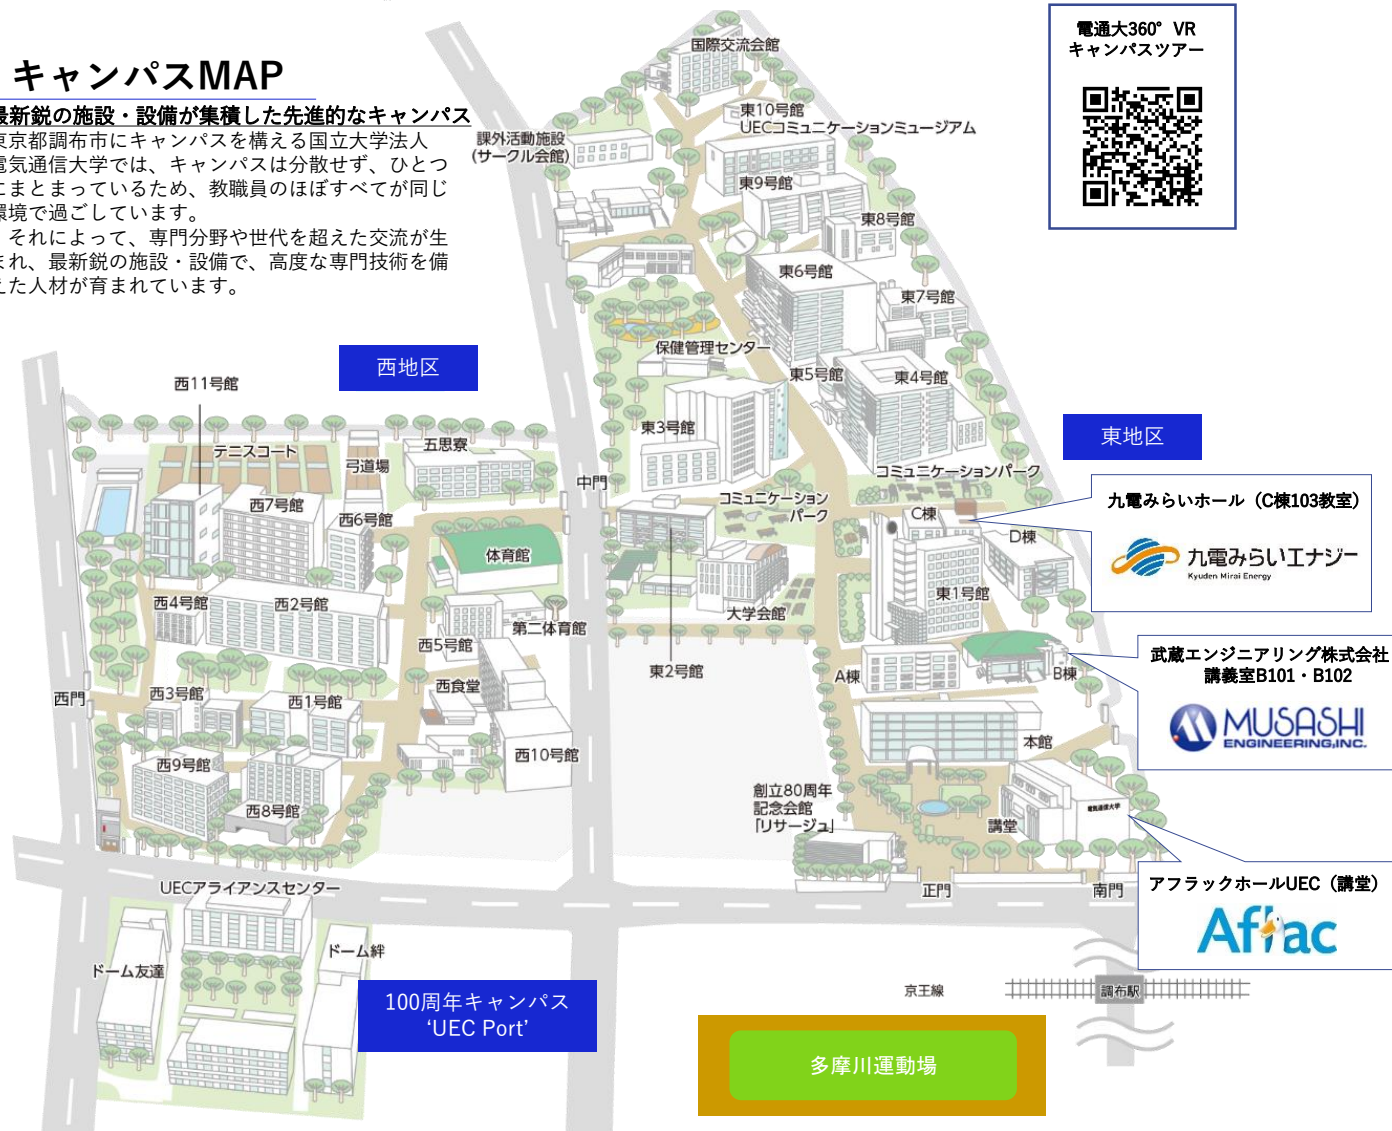 キャンパスMAP
最新鋭の施設・設備が集積した先進的なキャンパス
東京都調布市にキャンパスを構える国立大学法人
電気通信大学では、キャンパスは分散せず、ひとつ
にまとまっているため、教職員のほぼすべてが同じ
環境で過ごしています。
それによって、専門分野や世代を超えた交流が生
まれ、最新鋭の施設・設備で、高度な専門技術を備
えた人材が育まれています。
電通大360° VR
キャンパスツアー
国際交流会館
東10号館
UECコミュニケーションミュージアム
課外活動施設
(サークル会館)
東9号館
東8号館
東6号館
東7号館
保健管理センター
東5号館
東4号館
東3号館
西地区
東地区
西11号館
テニスコート
弓道場
五思寮
中門
コミュニケーションパーク
コミュニケーション
パーク
西7号館
西6号館
体育館
C棟
D棟
九電みらいホール（C棟103教室）
九電みらいエナジー
Kyuden Mirai Energy
西4号館
西2号館
第二体育館
西5号館
大学会館
東1号館
東2号館
A棟
B棟
武蔵エンジニアリング株式会社
講義室B101・B102
MUSASHI
ENGINEERING,INC.
西門
西3号館
西1号館
西食堂
西10号館
本館
西9号館
西8号館
創立80周年
記念会館
「リサージュ」
講堂
電気通信大学
正門
南門
アフラックホールUEC（講堂）
Aflac
UECアライアンスセンター
ドーム友達
ドーム絆
100周年キャンパス
‘UEC Port’
京王線
調布駅
多摩川運動場